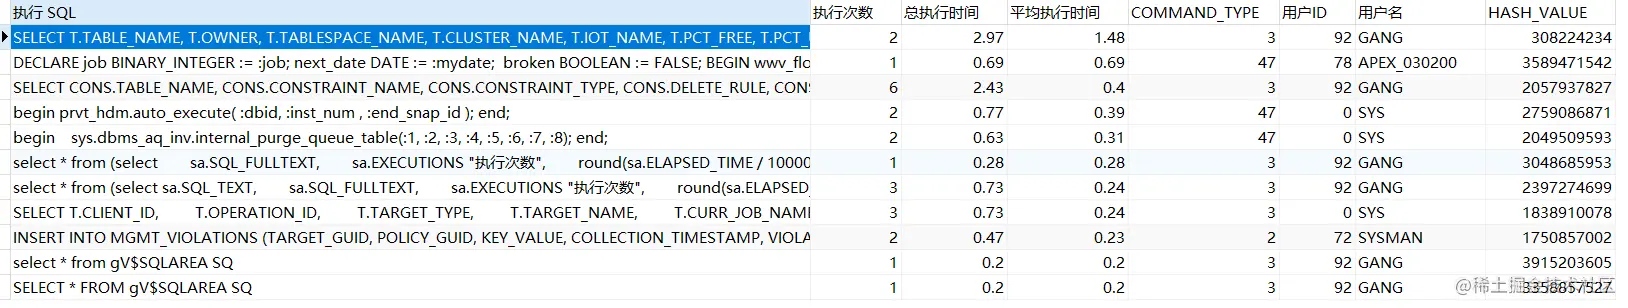 执行 SQL 执行次数 总执行时间 平均执行时间 COMMAND_TYPE 用户ID 用户名 HASH_VALUE
SELECT T.TABLE_NAME, T.OWNER, T.TABLESPACE_NAME, T.CLUSTER_NAME, T.IOT_NAME, T.PCT_FREE, T.PCT_ 2 2.97 1.48 3 92 GANG 308224234
DECLARE job BINARY_INTEGER := :job; next_date DATE := :mydate; broken BOOLEAN := FALSE; BEGIN wwv_flo 1 0.69 0.69 47 78 APEX_030200 3589471542
SELECT CONS.TABLE_NAME, CONS.CONSTRAINT_NAME, CONS.CONSTRAINT_TYPE, CONS.DELETE_RULE, CONS 6 2.43 0.4 3 92 GANG 2057937827
begin prvt_hdm.auto_execute( :dbid, :inst_num , :end_snap_id ); end; 2 0.77 0.39 47 0 SYS 2759086871
begin sys.dbms_aq_inv.internal_purge_queue_table(:1, :2, :3, :4, :5, :6, :7, :8); end; 2 0.63 0.31 47 0 SYS 2049509593
select * from (select sa.SQL_FULLTEXT, sa.EXECUTIONS "执行次数", round(sa.ELAPSED_TIME / 10000 1 0.28 0.28 3 92 GANG 3048685953
select * from (select sa.SQL_TEXT, sa.SQL_FULLTEXT, sa.EXECUTIONS "执行次数", round(sa.ELAPSED_ 3 0.73 0.24 3 92 GANG 2397274699
SELECT T.CLIENT_ID, T.OPERATION_ID, T.TARGET_TYPE, T.TARGET_NAME, T.CURR_JOB_NAM 3 0.73 0.24 3 0 SYS 1838910078
INSERT INTO MGMT_VIOLATIONS (TARGET_GUID, POLICY_GUID, KEY_VALUE, COLLECTION_TIMESTAMP, VIOLA 2 0.47 0.23 2 72 SYSMAN 1750857002
select * from gV$SQLAREA SQ 1 0.2 0.2 3 92 GANG 3915203605
SELECT * FROM gV$SQLAREA SQ 1 0.2 0.2 3 92 GANG 3358857527
@稀土掘金技术社区